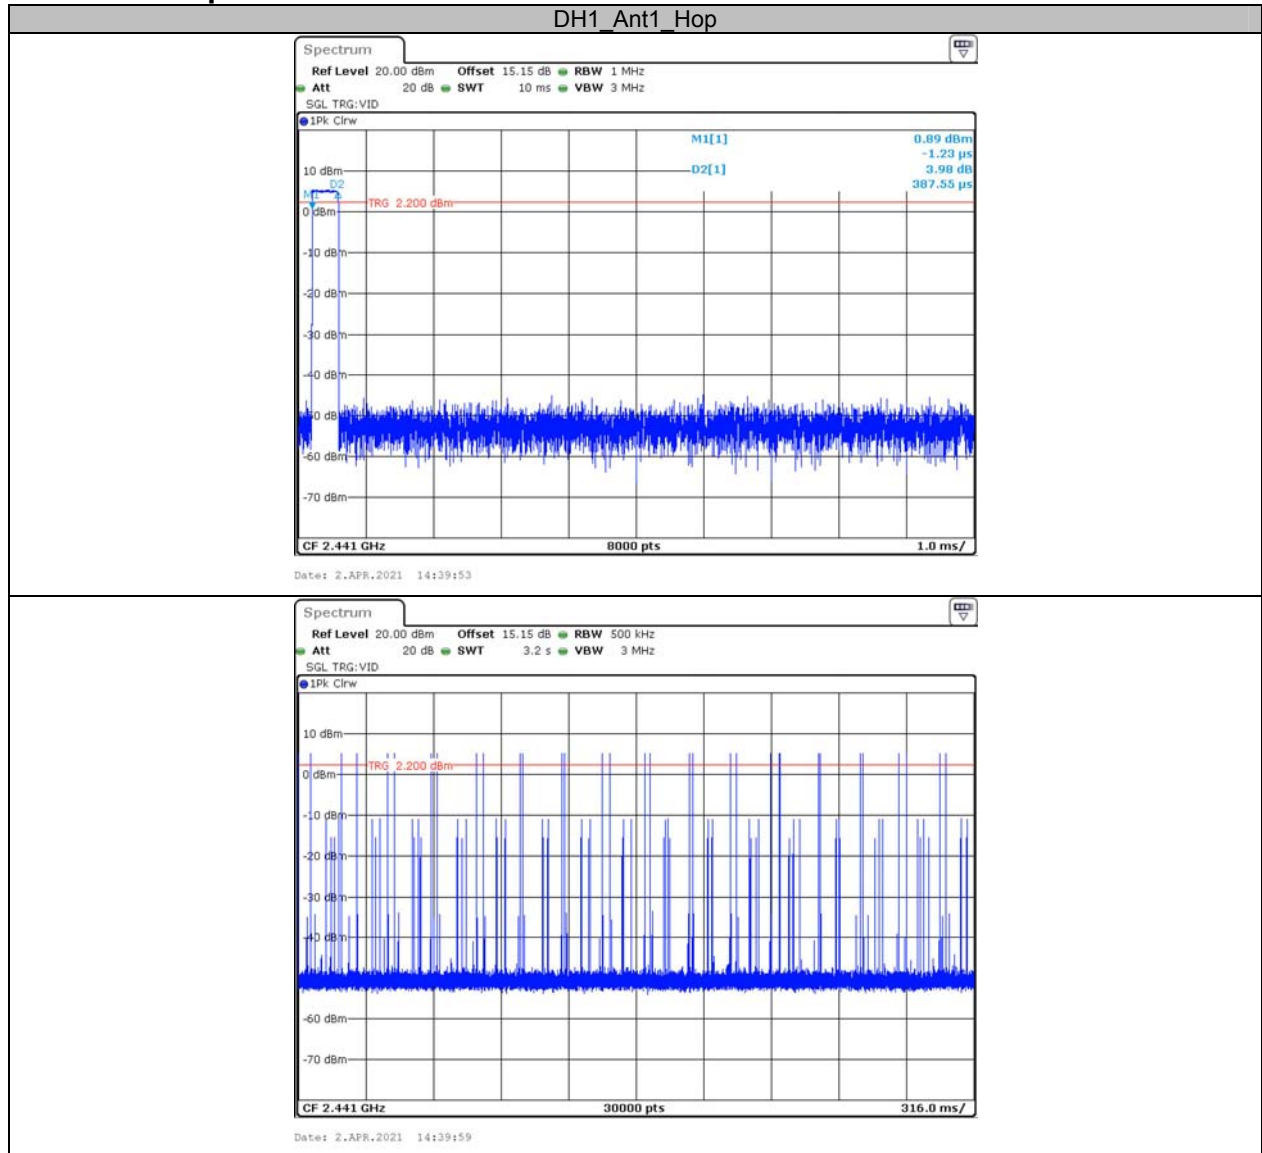 DH1_Ant1_Hop
Spectrum
Ref Level 20.00 dBm Offset 15.15 dB RBW 1 MHz
Att 20 dB SWT 10 ms VBW 3 MHz
SGL TRG:VID
1Pk Clrw
M1[1] 0.89 dBm
-1.23 µs
10 dBm D2[1] 3.98 dB
387.55 µs
D2
M1
TRG 2.200 dBm
0 dBm
-10 dBm
-20 dBm
-30 dBm
-40 dBm
-50 dBm
-60 dBm
-70 dBm
CF 2.441 GHz 8000 pts 1.0 ms/
Date: 2.APR.2021 14:39:53
Spectrum
Ref Level 20.00 dBm Offset 15.15 dB RBW 500 kHz
Att 20 dB SWT 3.2 s VBW 3 MHz
SGL TRG:VID
1Pk Clrw
10 dBm
TRG 2.200 dBm
0 dBm
-10 dBm
-20 dBm
-30 dBm
-40 dBm
-60 dBm
-70 dBm
CF 2.441 GHz 30000 pts 316.0 ms/
Date: 2.APR.2021 14:39:59